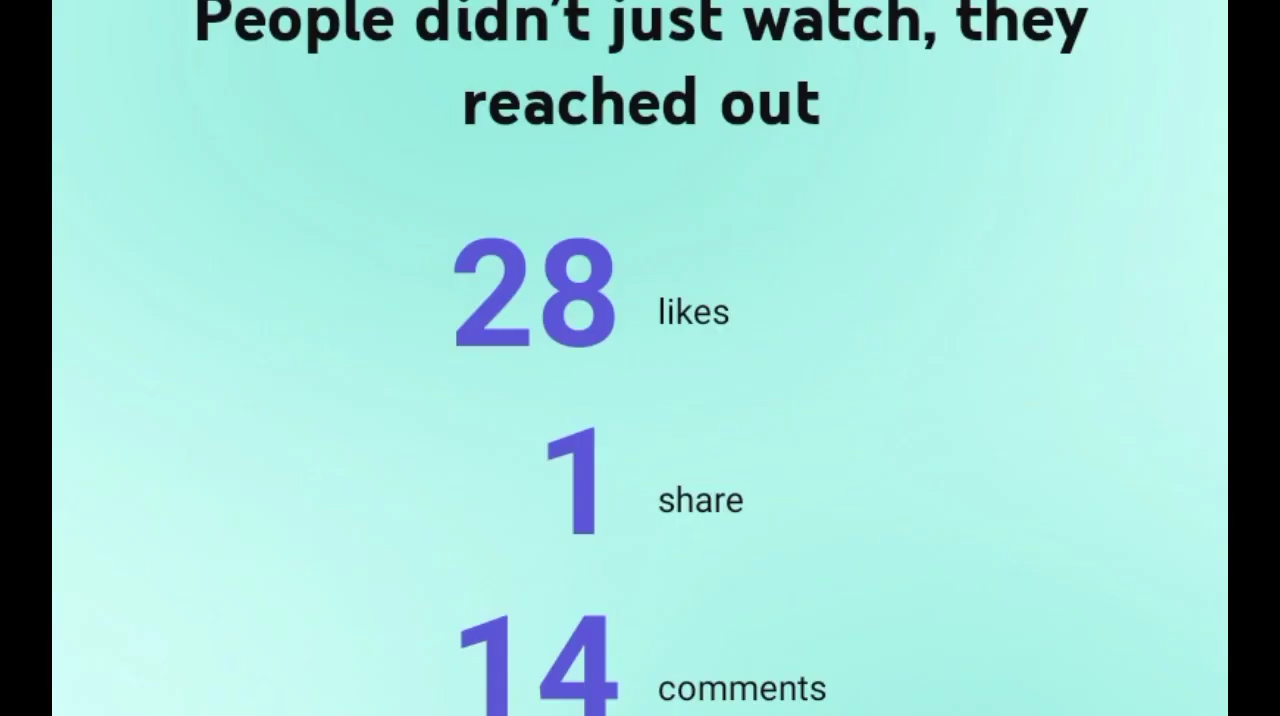 People didn't just watch, they
reached out
28 likes
1 share
14 comments